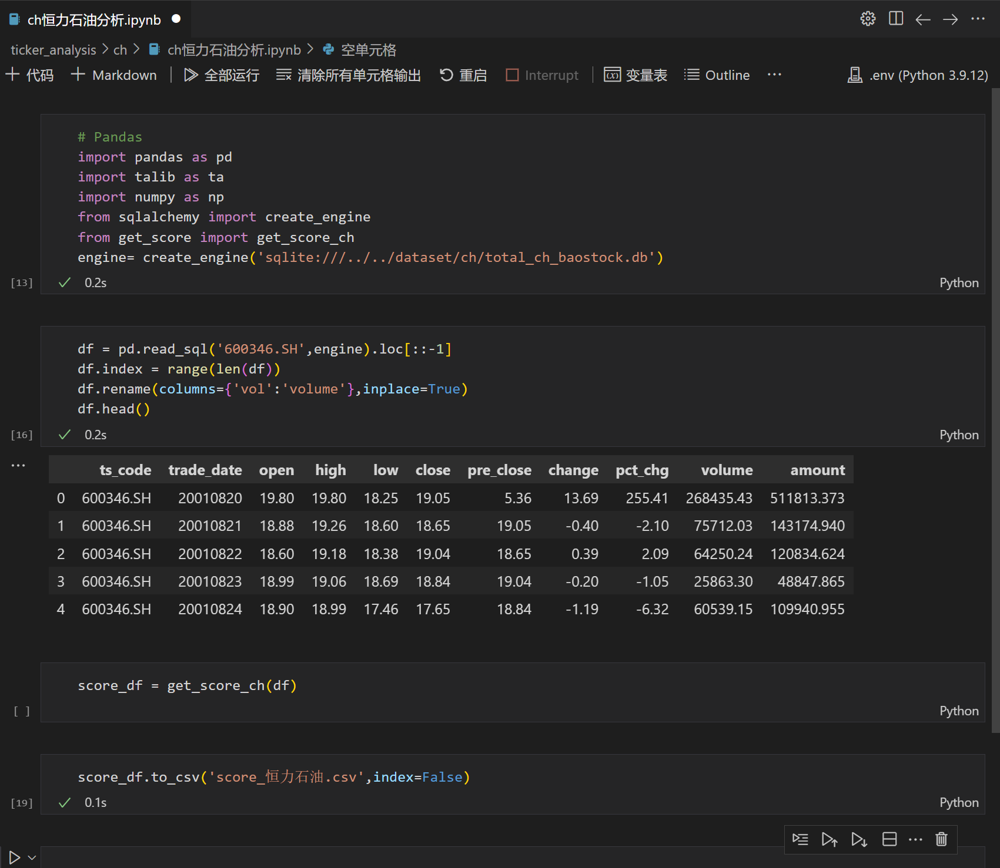 ch恒力石油分析.ipynb
ticker_analysis > ch > ch恒力石油分析.ipynb > 空单元格
代码 Markdown 全部运行 清除所有单元格输出 重启 Interrupt 变量表 Outline ··· .env (Python 3.9.12)
# Pandas
import pandas as pd
import talib as ta
import numpy as np
from sqlalchemy import create_engine
from get_score import get_score_ch
engine= create_engine('sqlite:///../../dataset/ch/total_ch_baostock.db')
[13] 0.2s Python
df = pd.read_sql('600346.SH',engine).loc[::-1]
df.index = range(len(df))
df.rename(columns={'vol':'volume'},inplace=True)
df.head()
[16] 0.2s Python
ts_code trade_date open high low close pre_close change pct_chg volume amount
0 600346.SH 20010820 19.80 19.80 18.25 19.05 5.36 13.69 255.41 268435.43 511813.373
1 600346.SH 20010821 18.88 19.26 18.60 18.65 19.05 -0.40 -2.10 75712.03 143174.940
2 600346.SH 20010822 18.60 19.18 18.38 19.04 18.65 0.39 2.09 64250.24 120834.624
3 600346.SH 20010823 18.99 19.06 18.69 18.84 19.04 -0.20 -1.05 25863.30 48847.865
4 600346.SH 20010824 18.90 18.99 17.46 17.65 18.84 -1.19 -6.32 60539.15 109940.955
score_df = get_score_ch(df)
[ ] Python
score_df.to_csv('score_恒力石油.csv',index=False)
[19] 0.1s Python